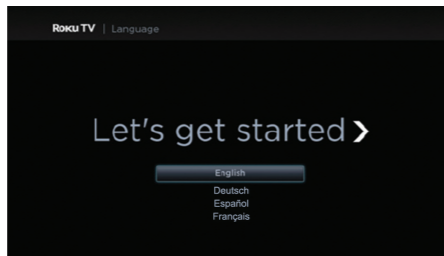 Roku TV | Language
Let's get started
English
Deutsch
Español
Français